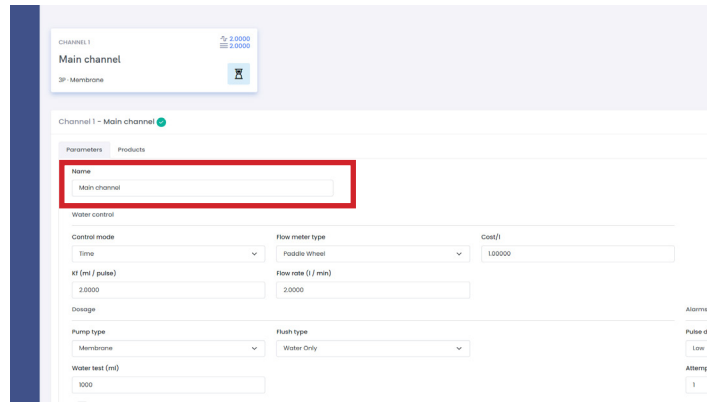 CHANNEL 1
2.0000
2.0000
Main channel
3P - Membrane
Channel 1 - Main channel
Parameters Products
Name
Main channel
Water control
Control mode Flow meter type Cost/l
Time Paddle Wheel 1.00000
Kf (ml / pulse) Flow rate (l / min)
2.0000 2.0000
Dosage Alarms
Pump type Flush type Pulse d
Membrane Water Only Low
Water test (ml) Attemp
1000 1